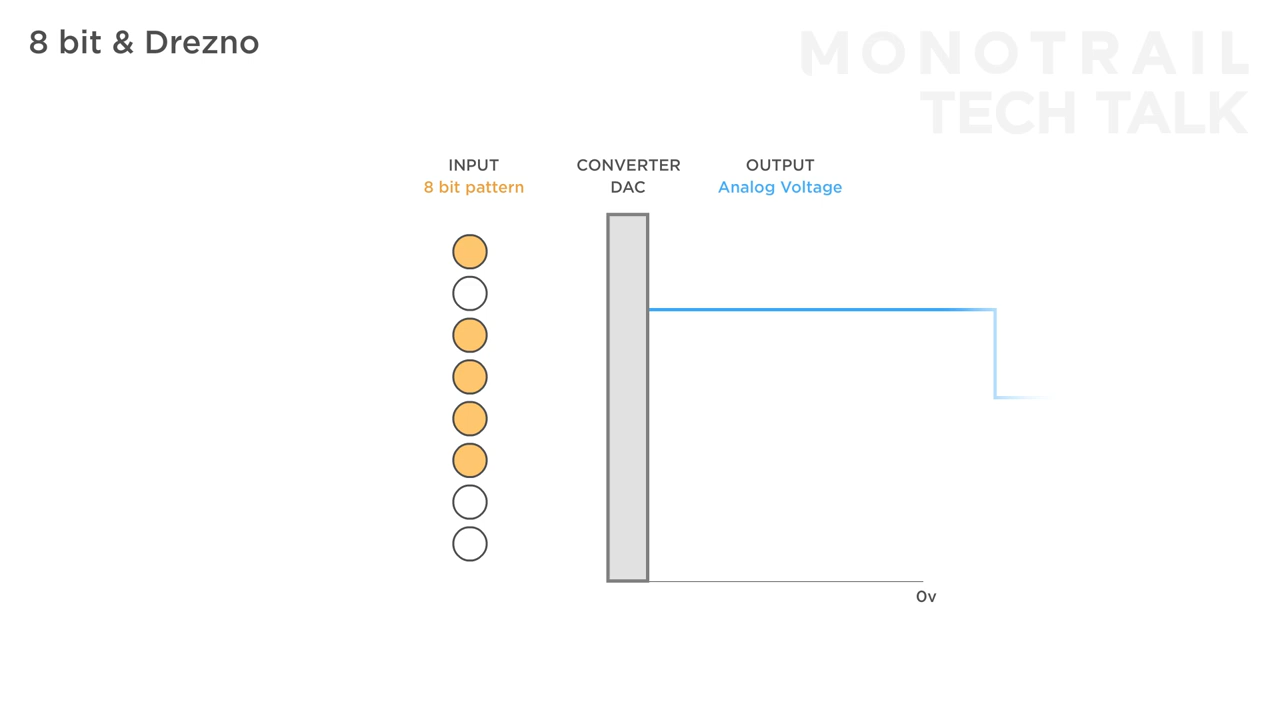 8 bit & Drezno
MONOTRAIL
TECH TALK
INPUT
8 bit pattern
CONVERTER
DAC
OUTPUT
Analog Voltage
0v